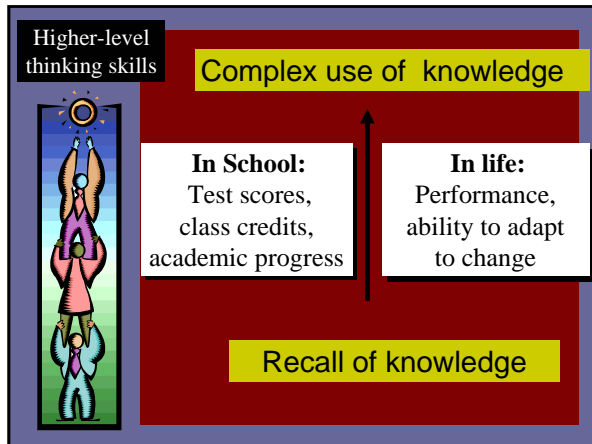 Higher-level
thinking skills
Complex use of knowledge
In School:
Test scores,
class credits,
academic progress
In life:
Performance,
ability to adapt
to change
Recall of knowledge